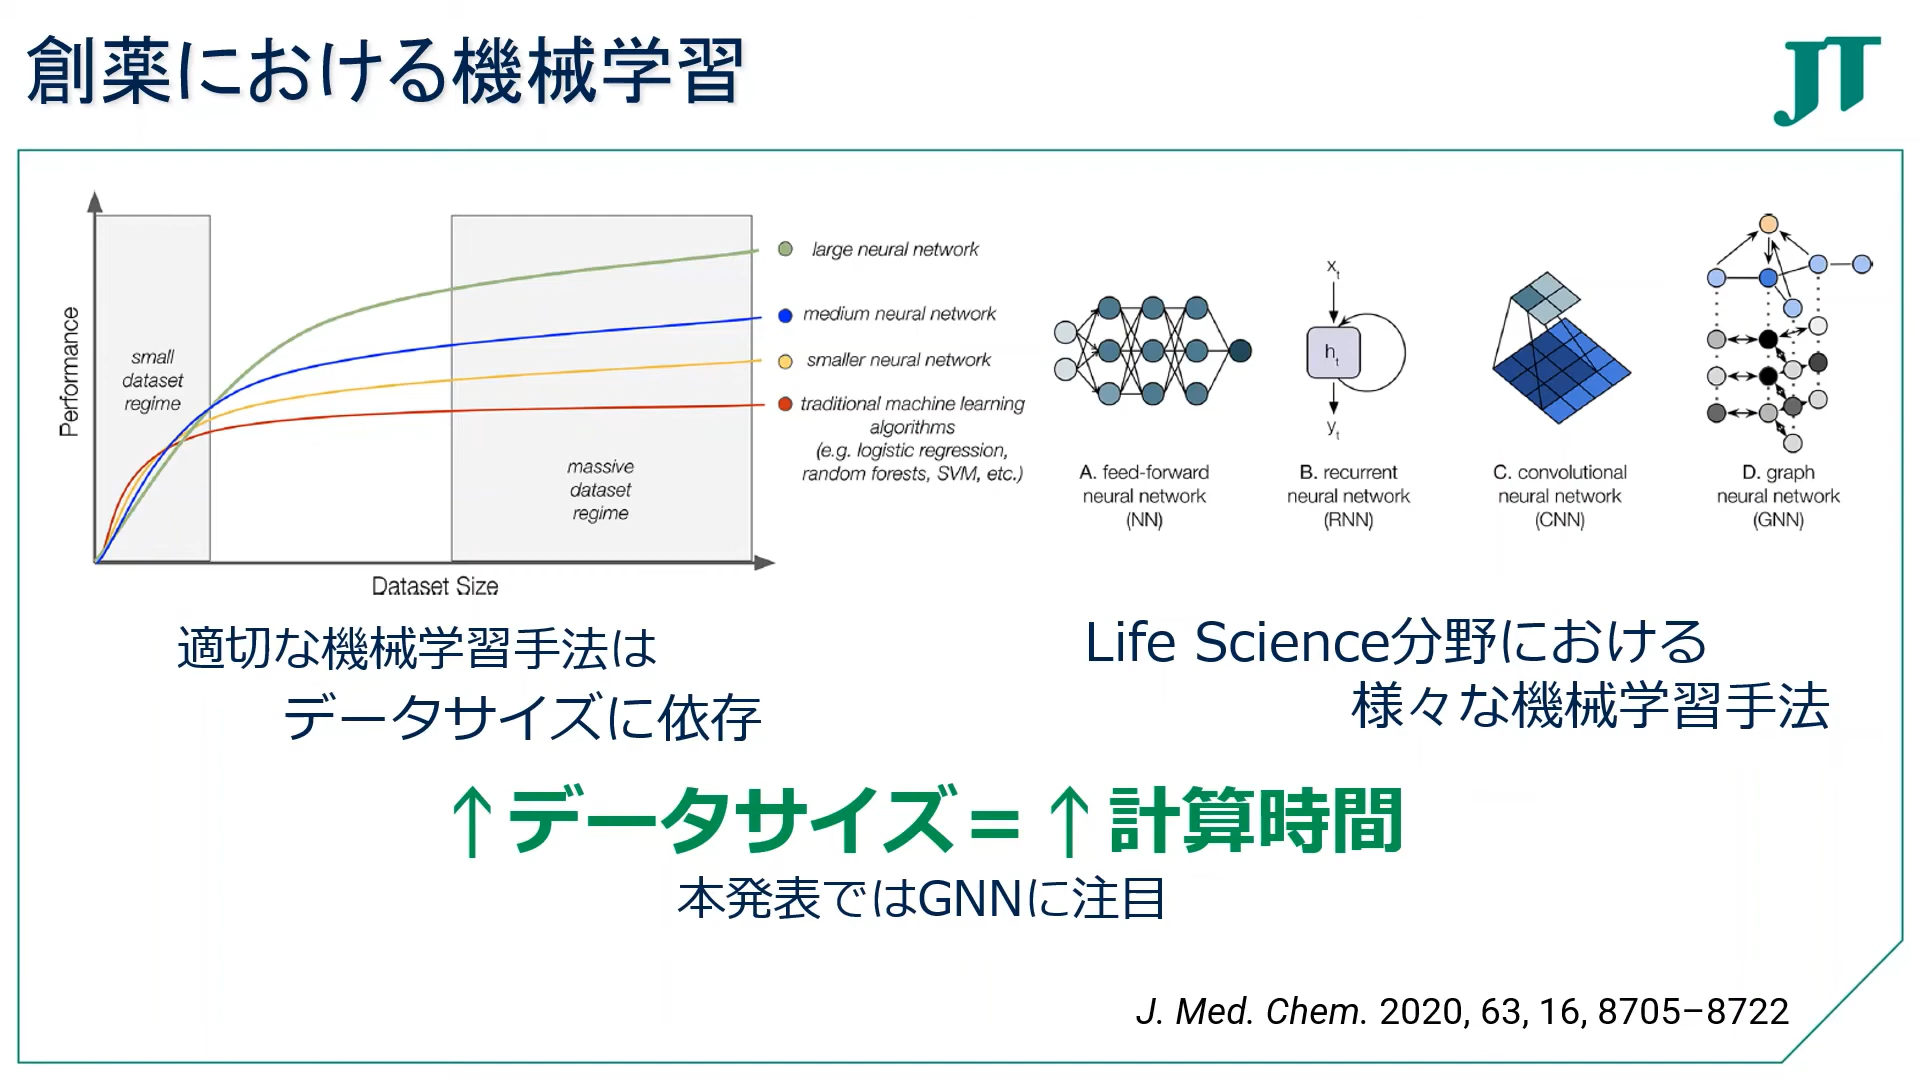 創薬における機械学習
JT
Performance
small
dataset
regime
massive
dataset
regime
Dataset Size
large neural network
medium neural network
smaller neural network
traditional machine learning
algorithms
(e.g. logistic regression,
random forests, SVM, etc.)
A. feed-forward
neural network
(NN)
xt
ht
yt
B. recurrent
neural network
(RNN)
C. convolutional
neural network
(CNN)
D. graph
neural network
(GNN)
適切な機械学習手法は
データサイズに依存
Life Science分野における
様々な機械学習手法
↑データサイズ=↑計算時間
本発表ではGNNに注目
J. Med. Chem. 2020, 63, 16, 8705–8722